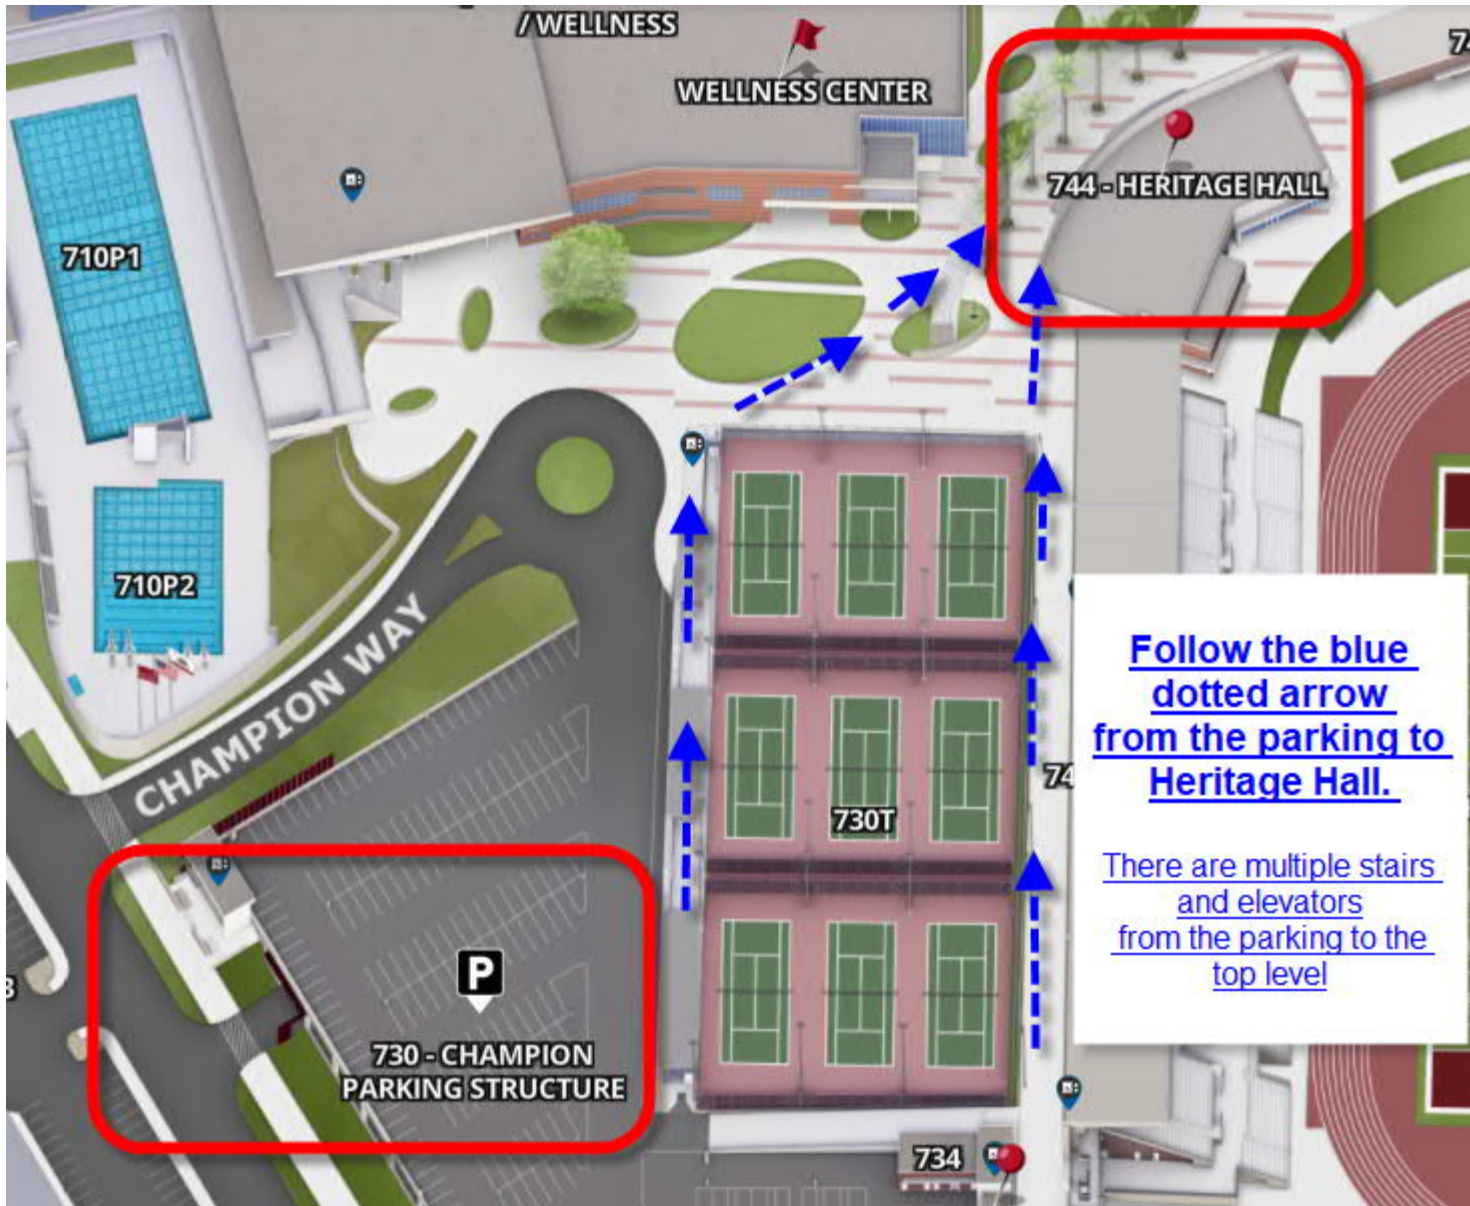 / WELLNESS
WELLNESS CENTER
744 - HERITAGE HALL
710P1
710P2
CHAMPION WAY
730T
Follow the blue
dotted arrow
from the parking to
Heritage Hall.
There are multiple stairs
and elevators
from the parking to the
top level
P
730 - CHAMPION
PARKING STRUCTURE
734